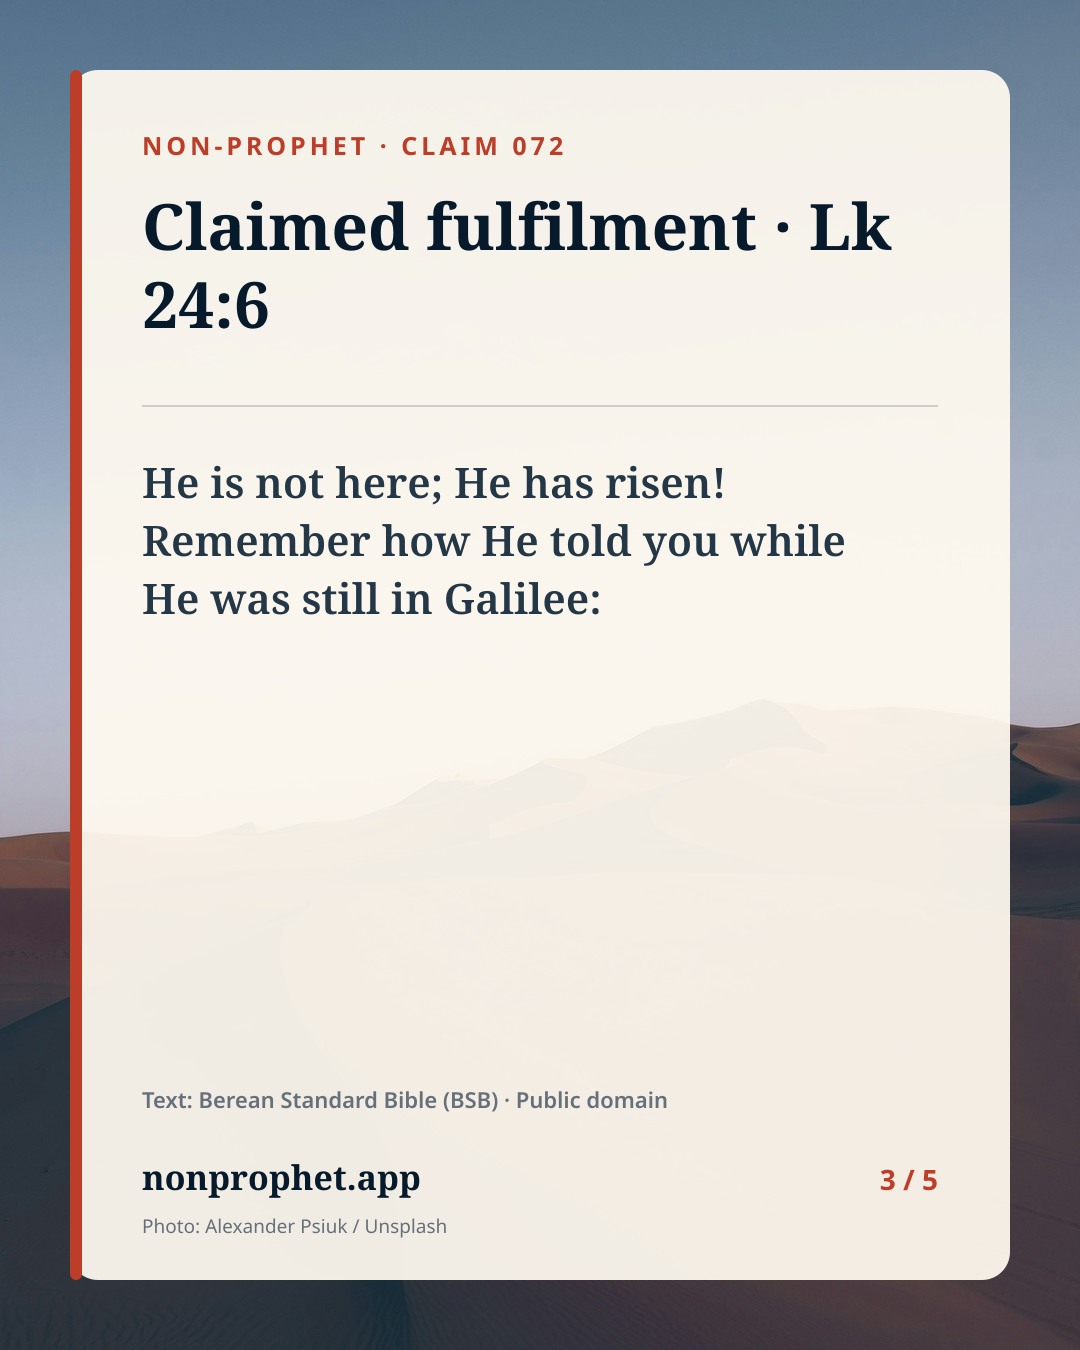 NON-PROPHET · CLAIM 072
Claimed fulfilment · Lk
24:6
He is not here; He has risen!
Remember how He told you while
He was still in Galilee:
Text: Berean Standard Bible (BSB) · Public domain
nonprophet.app
3 / 5
Photo: Alexander Psiuk / Unsplash